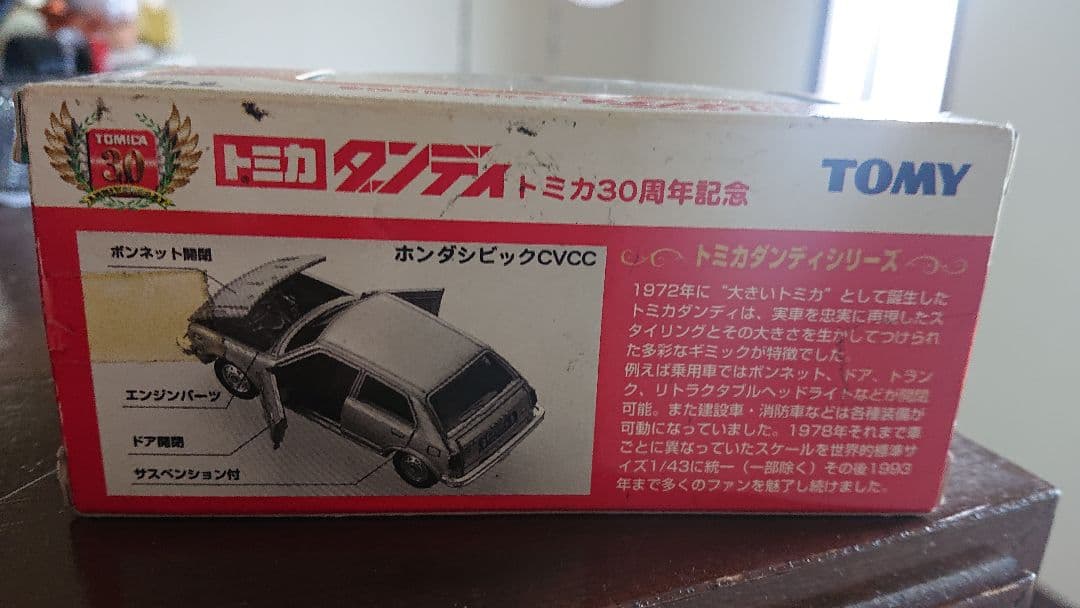 TOMICA
30
トミカ ダンディ トミカ30周年記念
TOMY
ボンネット開閉
ホンダシビックCVCC
エンジンパーツ
ドア開閉
サスペンション付
トミカダンディシリーズ
1972年に“大きいトミカ”として誕生した
トミカダンディは、実車を忠実に再現したス
タイリングとその大きさを生かしてつけられ
た多彩なギミックが特徴でした。
例えば乗用車ではボンネット、ドア、トラン
ク、リトラクタブルヘッドライトなどが開閉
可能。また建設車・消防車などは各種装備が
可動になっていました。1978年それまで車
ごとに異なっていたスケールを世界的標準サ
イズ1/43に統一（一部除く）その後1993
年まで多くのファンを魅了し続けました。